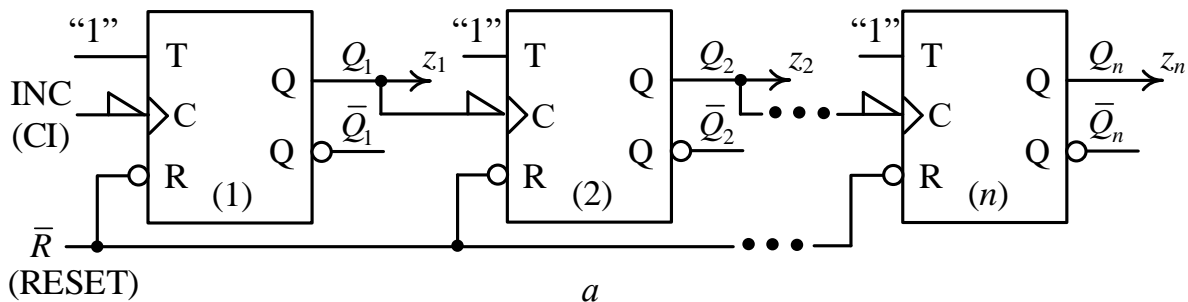 “1” T Q Q₁ z₁ “1” T Q Q₂ z₂ “1” T Q Qₙ zₙ
INC
(CI) C Q Q̄₁ C Q Q̄₂ C Q Q̄ₙ
R R R
(1) (2) (n)
R̄
(RESET)
a